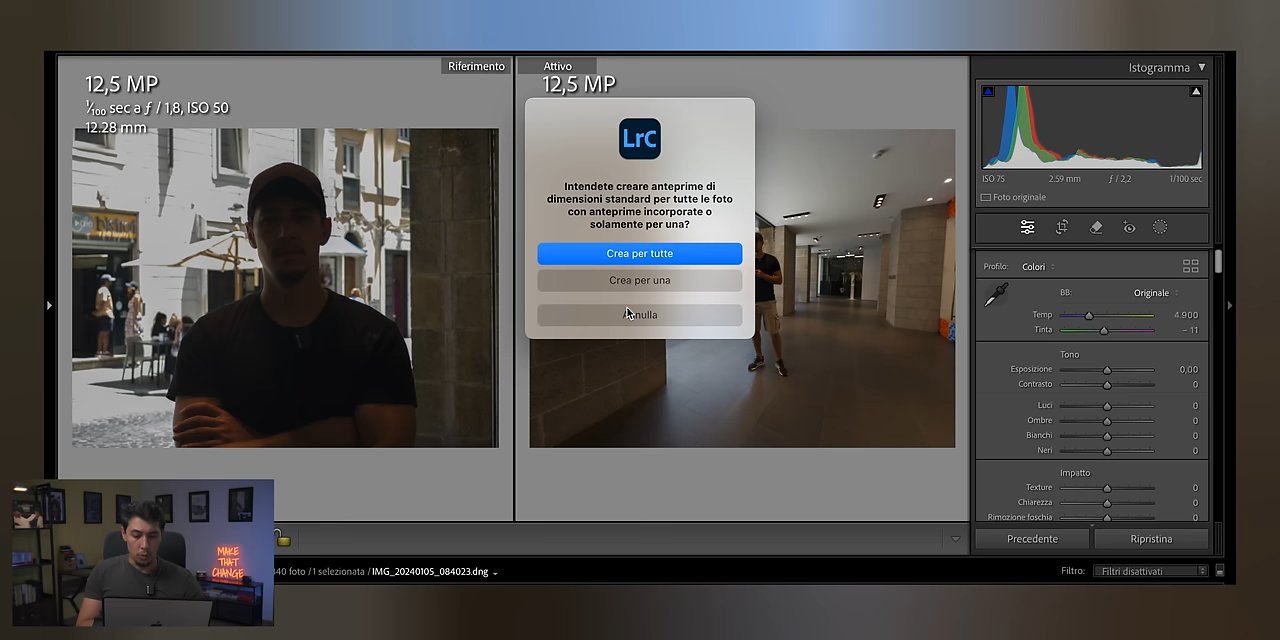 Riferimento
12,5 MP
1/100 sec a ƒ / 1,8, ISO 50
12.28 mm
Attivo
12,5 MP
LrC
Intendete creare anteprime di
dimensioni standard per tutte le foto
con anteprime incorporate o
solamente per una?
Crea per tutte
Crea per una
Annulla
Istogramma
ISO 75 2.59 mm ƒ / 2,2 1/100 sec
Foto originale
Profilo: Colori
BB: Originale
Temp 4.900
Tinta – 11
Tono
Esposizione 0,00
Contrasto 0
Luci 0
Ombre 0
Bianchi 0
Neri 0
Impatto
Texture 0
Chiarezza 0
Rimozione foschia 0
Precedente Ripristina
MAKE
THAT
CHANGE
40 foto / 1 selezionata / IMG_20240105_084023.dng
Filtro: Filtri disattivati